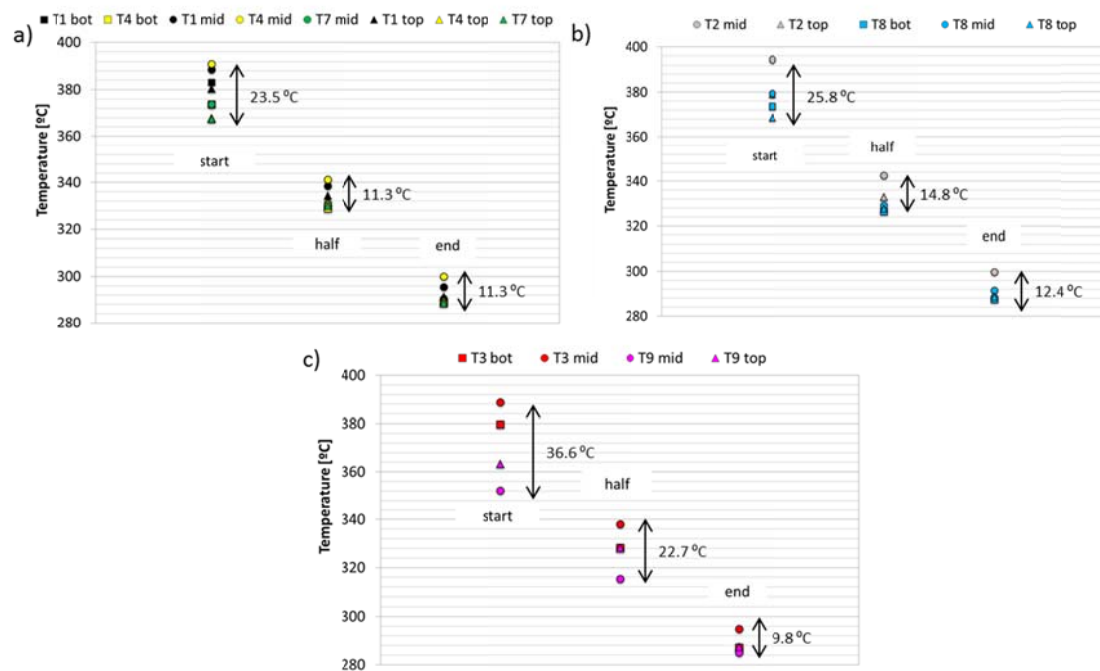 T1 bot T4 bot T1 mid T4 mid T7 mid T1 top T4 top T7 top
a)
400
380
360
340
320
300
280
Temperature [ºC]
23.5 ºC
start
11.3 ºC
half
end
11.3 ºC
T2 mid T2 top T8 bot T8 mid T8 top
b)
400
380
360
340
320
300
280
Temperature [ºC]
25.8 ºC
start
half
14.8 ºC
end
12.4 ºC
c)
T3 bot T3 mid T9 mid T9 top
400
380
360
340
320
300
280
Temperature [ºC]
36.6 ºC
start
half
22.7 ºC
end
9.8 ºC